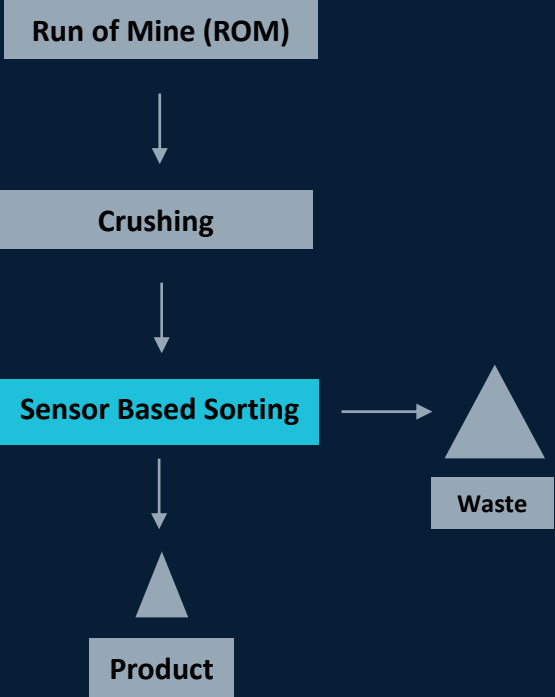 Run of Mine (ROM)
Crushing
Sensor Based Sorting
Waste
Product